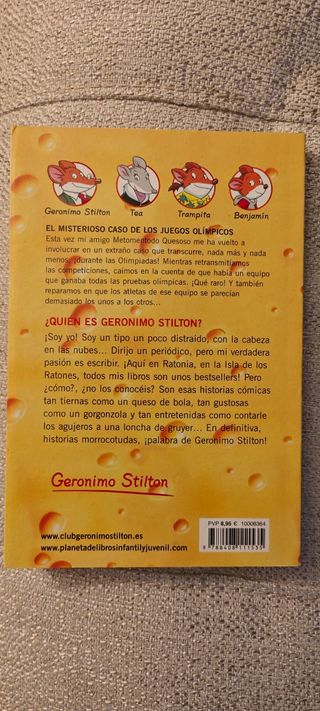 Geronimo Stilton
Tea
Trampita
Benjamín
EL MISTERIOSO CASO DE LOS JUEGOS OLÍMPICOS
Esta vez mi amigo Metomentodo Quesoso me ha vuelto a
involucrar en un extraño caso que transcurre, nada más y nada
menos, ¡durante las Olimpiadas! Mientras retransmitíamos
las competiciones, caímos en la cuenta de que había un equipo
que ganaba todas las pruebas olímpicas. ¡Qué raro! Y también
reparamos en que los atletas de ese equipo se parecían
demasiado los unos a los otros...
¿QUIÉN ES GERONIMO STILTON?
¡Soy yo! Soy un tipo un poco distraído, con la cabeza
en las nubes... Dirijo un periódico, pero mi verdadera
pasión es escribir. ¡Aquí en Ratonia, en la Isla de los
Ratones, todos mis libros son unos bestsellers! Pero
¿cómo?, ¿no los conocéis? Son esas historias cómicas
tan tiernas como un queso de bola, tan gustosas
como un gorgonzola y tan entretenidas como contarle
los agujeros a una loncha de gruyer... En definitiva,
historias morrocotudas, ¡palabra de Geronimo Stilton!
Geronimo Stilton
PVP 8,95 € 10008364
www.clubgeronimostilton.es
www.planetadelibrosinfantilyjuvenil.com
9 788408 111535